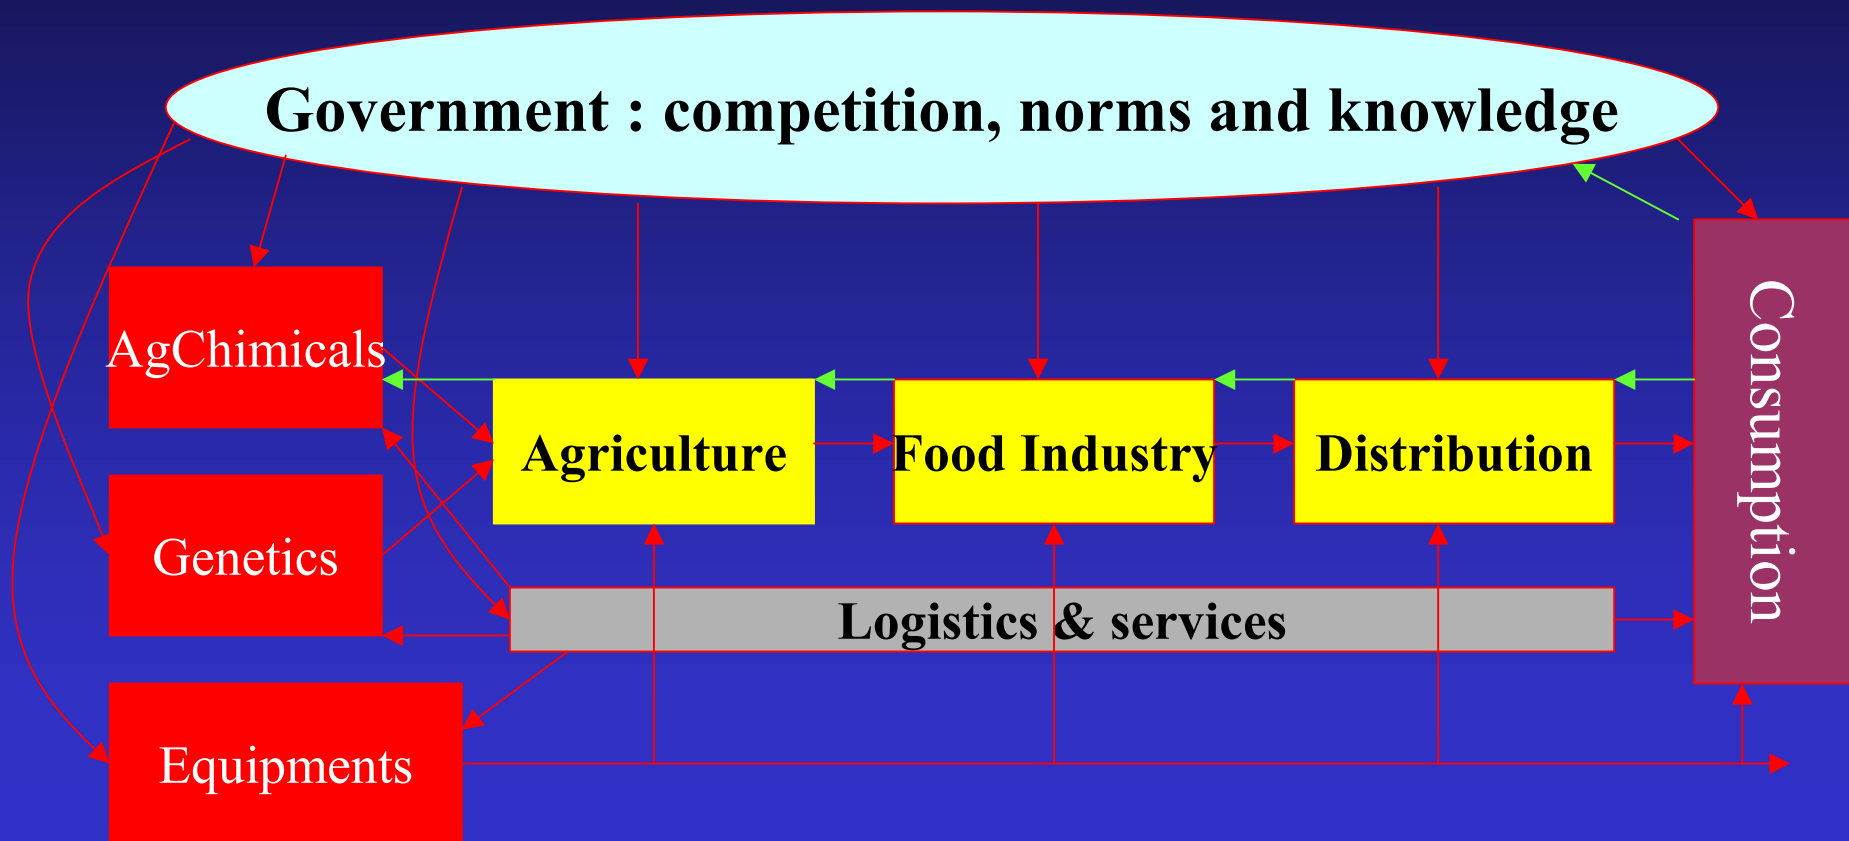 Government : competition, norms and knowledge
AgChimicals
Agriculture
Food Industry
Distribution
Consumption
Genetics
Logistics & services
Equipments